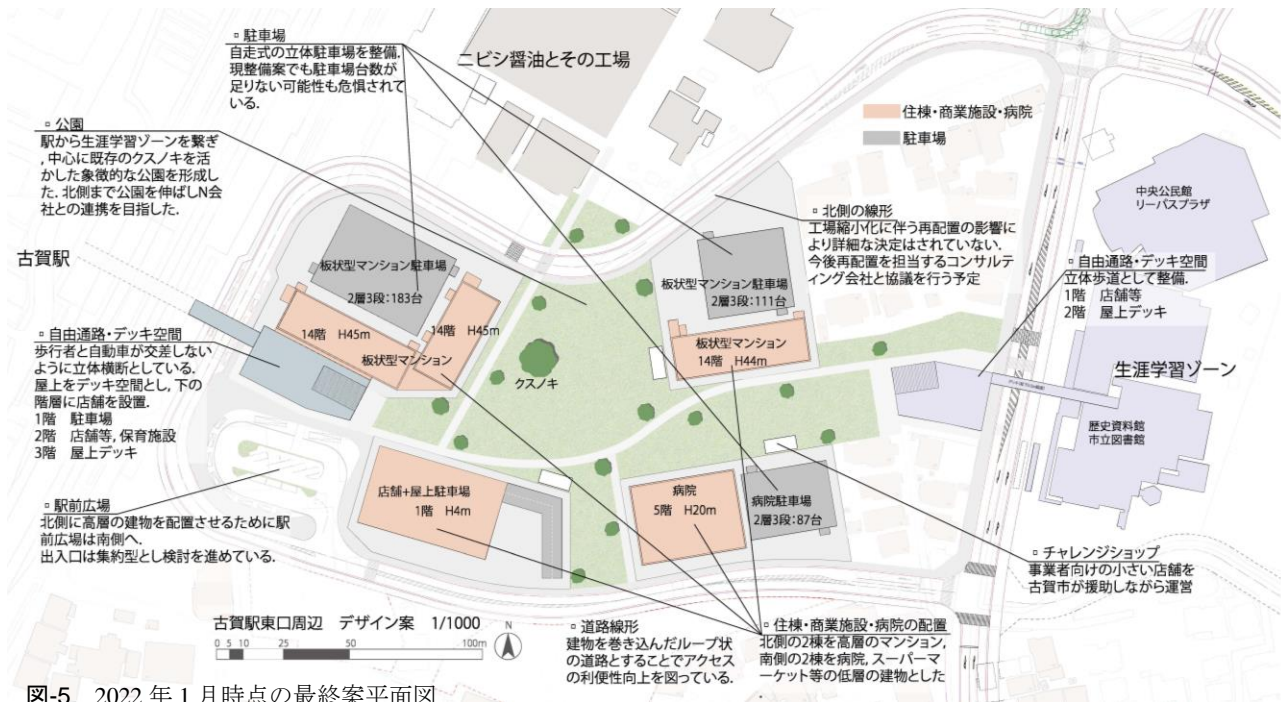 ▫ 駐車場
自走式の立体駐車場を整備.
現整備案でも駐車場台数が
足りない可能性も危惧されて
いる.
ニビシ醤油とその工場
住棟・商業施設・病院
駐車場
▫ 公園
駅から生涯学習ゾーンを繋ぎ
, 中心に既存のクスノキを活
かした象徴的な公園を形成し
た. 北側まで公園を伸ばしN会
社との連携を目指した.
中央公民館
リーパスプラザ
▫ 北側の線形
工場縮小化に伴う再配置の影響に
より詳細な決定はされていない.
今後再配置を担当するコンサルテ
ィング会社と協議を行う予定
古賀駅
板状型マンション駐車場
2層3段：183台
板状型マンション駐車場
2層3段：111台
▫ 自由通路・デッキ空間
立体歩道として整備.
1階 店舗等
2階 屋上デッキ
▫ 自由通路・デッキ空間
歩行者と自動車が交差しない
ように立体横断としている.
屋上をデッキ空間とし, 下の
階層に店舗を設置.
1階 駐車場
2階 店舗等, 保育施設
3階 屋上デッキ
14階 H45m
14階 H45m
板状型マンション
板状型マンション
14階 H44m
クスノキ
生涯学習ゾーン
歴史資料館
市立図書館
▫ 駅前広場
北側に高層の建物を配置させるために駅
前広場は南側へ.
出入口は集約型とし検討を進めている.
店舗+屋上駐車場
1階 H4m
病院
5階 H20m
病院駐車場
2層3段：87台
▫ チャレンジショップ
事業者向けの小さい店舗を
古賀市が援助しながら運営
古賀駅東口周辺 デザイン案 1/1000
0 5 10 25 50 100m
N
▫ 道路線形
建物を巻き込んだループ状
の道路とすることでアクセス
の利便性向上を図っている.
▫ 住棟・商業施設・病院の配置
北側の2棟を高層のマンション,
南側の2棟を病院, スーパーマ
ーケット等の低層の建物とした
.
図-5 2022 年 1 月時点の最終案平面図